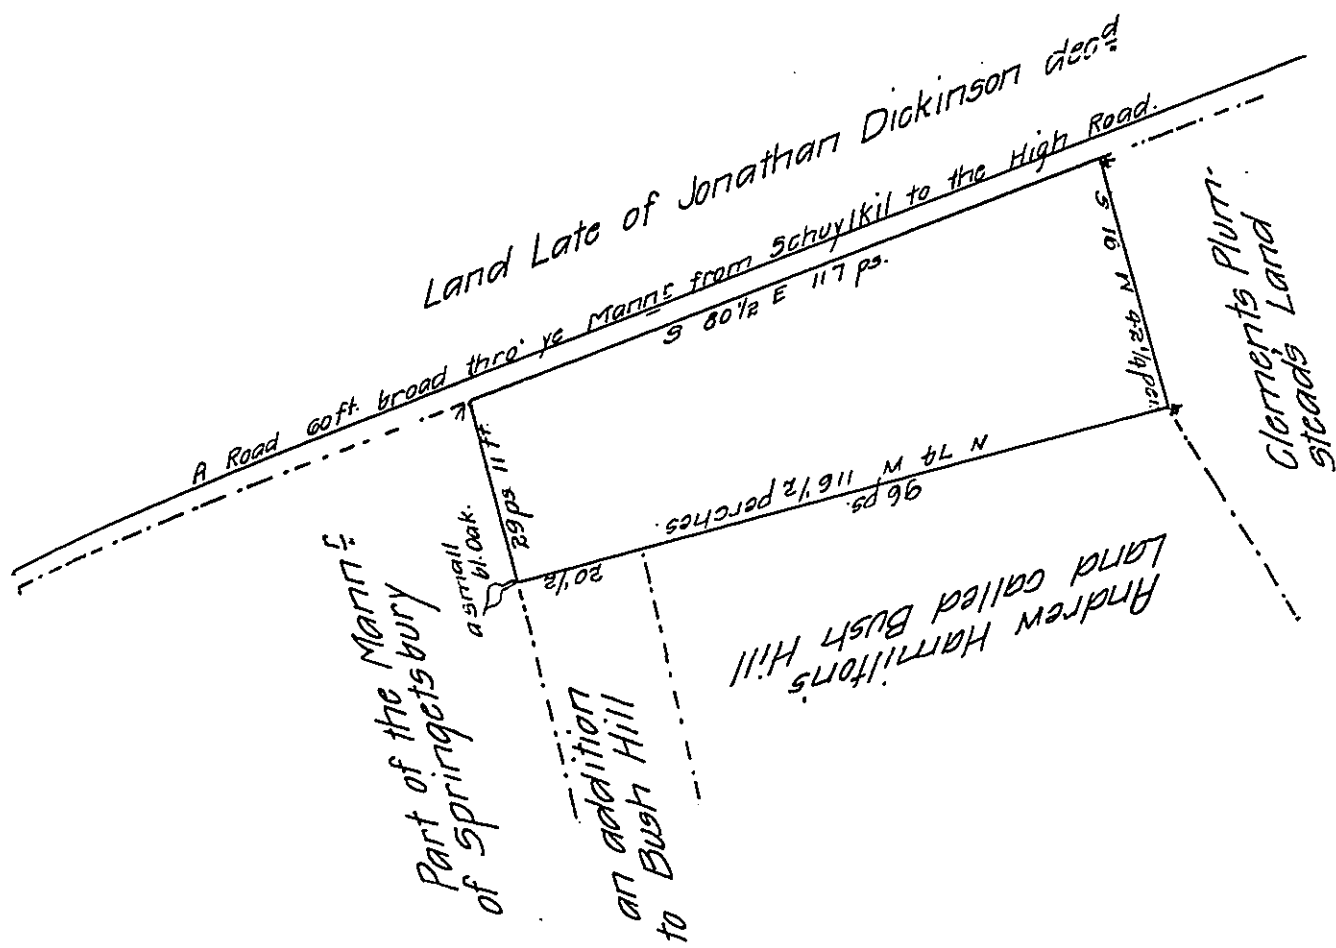 Land Late of Jonathan Dickinson decd
A Road 60ft. broad thro' ye Mannr from Schuylkil to the High Road.
S 80½ E 117 ps.
S 16 W 42¼ per.
Clements Plum-
steads Land
29ps 11 ft.
a small
bl. Oak.
N 74 W 116½ perches.
20½
96 ps.
Part of the Mannr
of Springetsbury
an addition
to Bush Hill
Andrew Hamilton's
Land called Bush Hill